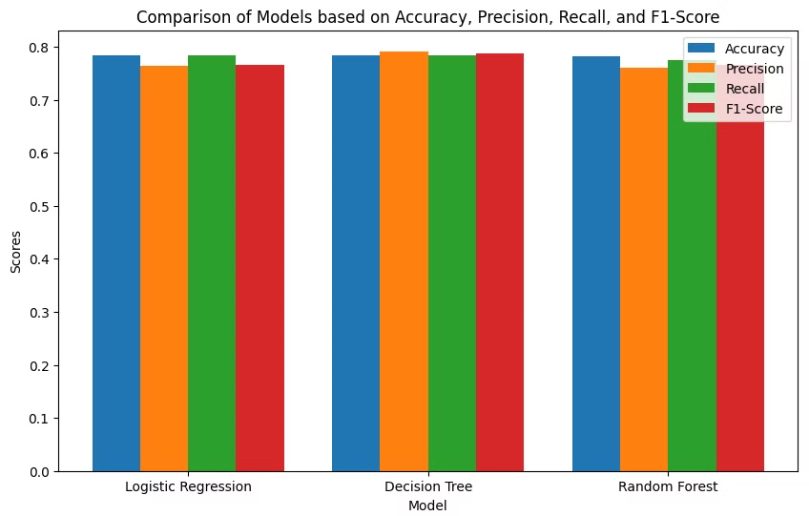 Comparison of Models based on Accuracy, Precision, Recall, and F1-Score
Accuracy
Precision
Recall
F1-Score
0.8
0.7
0.6
0.5
0.4
0.3
0.2
0.1
0.0
Scores
Logistic Regression Decision Tree Random Forest
Model